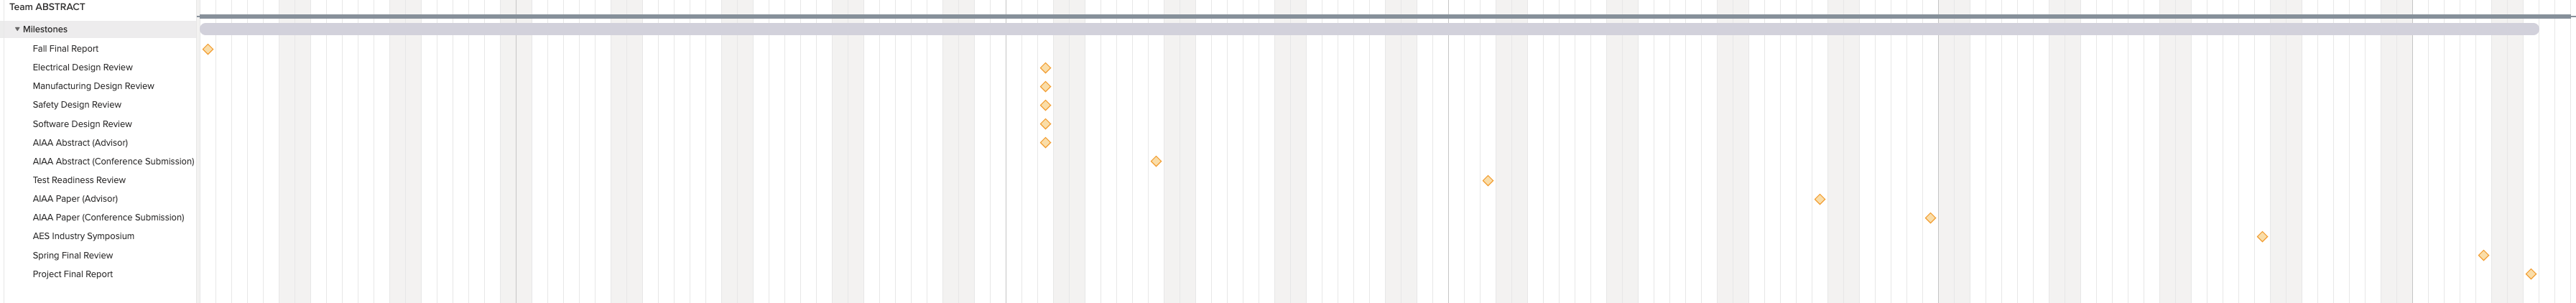 Team ABSTRACT
Milestones
Fall Final Report
Electrical Design Review
Manufacturing Design Review
Safety Design Review
Software Design Review
AIAA Abstract (Advisor)
AIAA Abstract (Conference Submission)
Test Readiness Review
AIAA Paper (Advisor)
AIAA Paper (Conference Submission)
AES Industry Symposium
Spring Final Review
Project Final Report